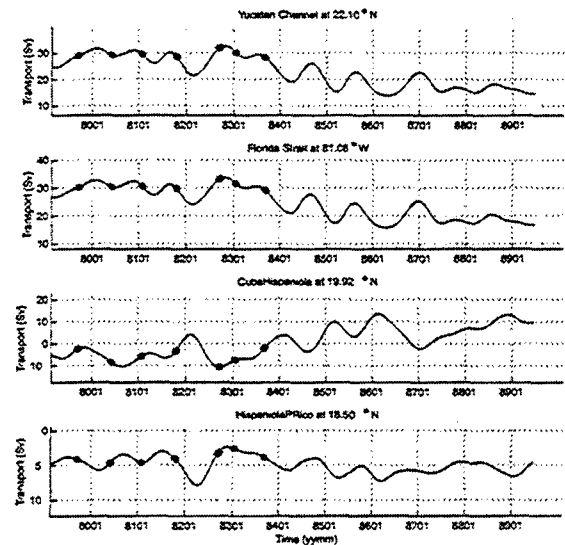 Yucatan Channel at 22.10 °N
Transport (Sv)
30
20
10
8001 8101 8201 8301 8401 8501 8601 8701 8801 8901
Florida Strait at 81.08 °W
Transport (Sv)
40
30
20
10
8001 8101 8201 8301 8401 8501 8601 8701 8801 8901
CubaHispaniola at 19.92 °N
Transport (Sv)
20
10
0
10
8001 8101 8201 8301 8401 8501 8601 8701 8801 8901
HispaniolaPRico at 18.50 °N
Transport (Sv)
0
5
10
8001 8101 8201 8301 8401 8501 8601 8701 8801 8901
Time (yymm)